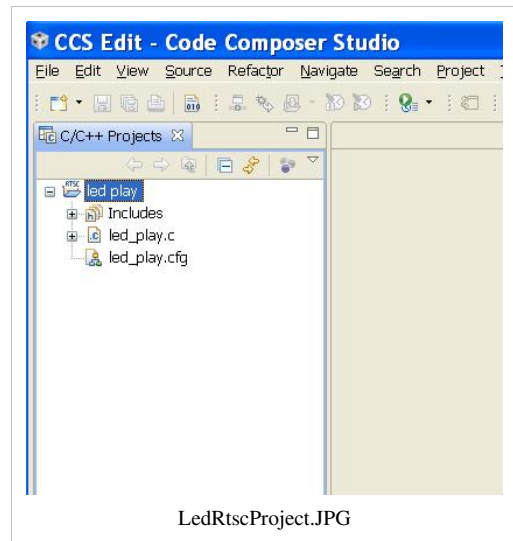 CCS Edit - Code Composer Studio
File Edit View Source Refactor Navigate Search Project
C/C++ Projects
RTSC
led play
Includes
led_play.c
led_play.cfg
LedRtscProject.JPG